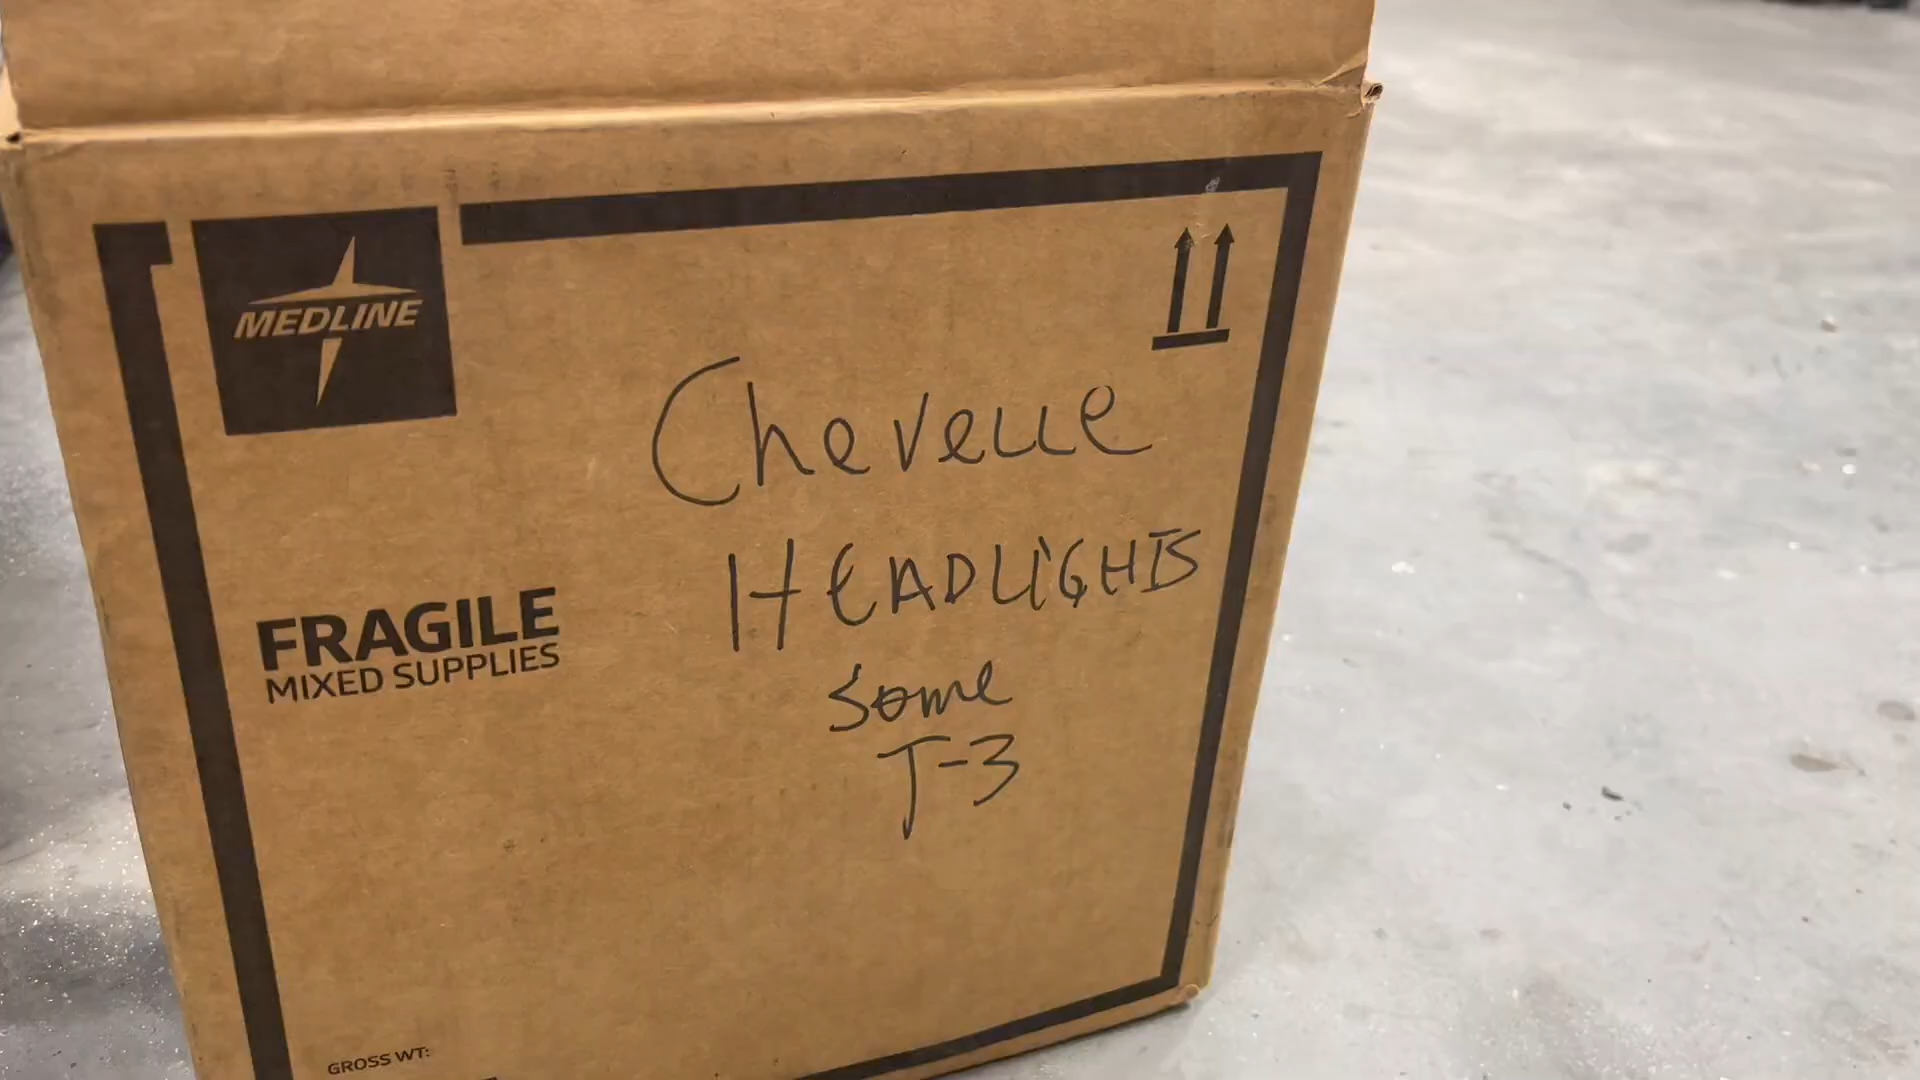 MEDLINE
Chevelle
HEADLIGHTS
Some
T-3
FRAGILE
MIXED SUPPLIES
GROSS WT: